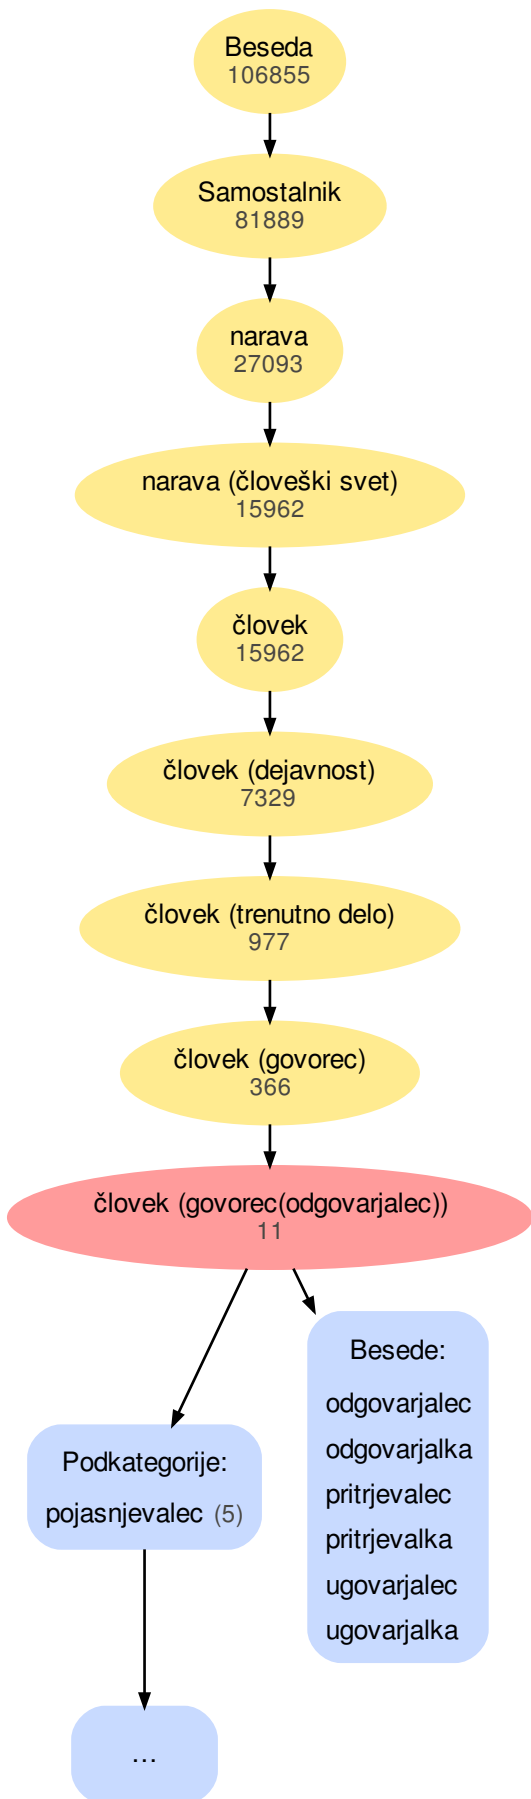 Beseda
106855
Samostalnik
81889
narava
27093
narava (človeški svet)
15962
človek
15962
človek (dejavnost)
7329
človek (trenutno delo)
977
človek (govorec)
366
človek (govorec(odgovarjalec))
11
Besede:
odgovarjalec
odgovarjalka
pritrjevalec
pritrjevalka
ugovarjalec
ugovarjalka
Podkategorije:
pojasnjevalec (5)
...